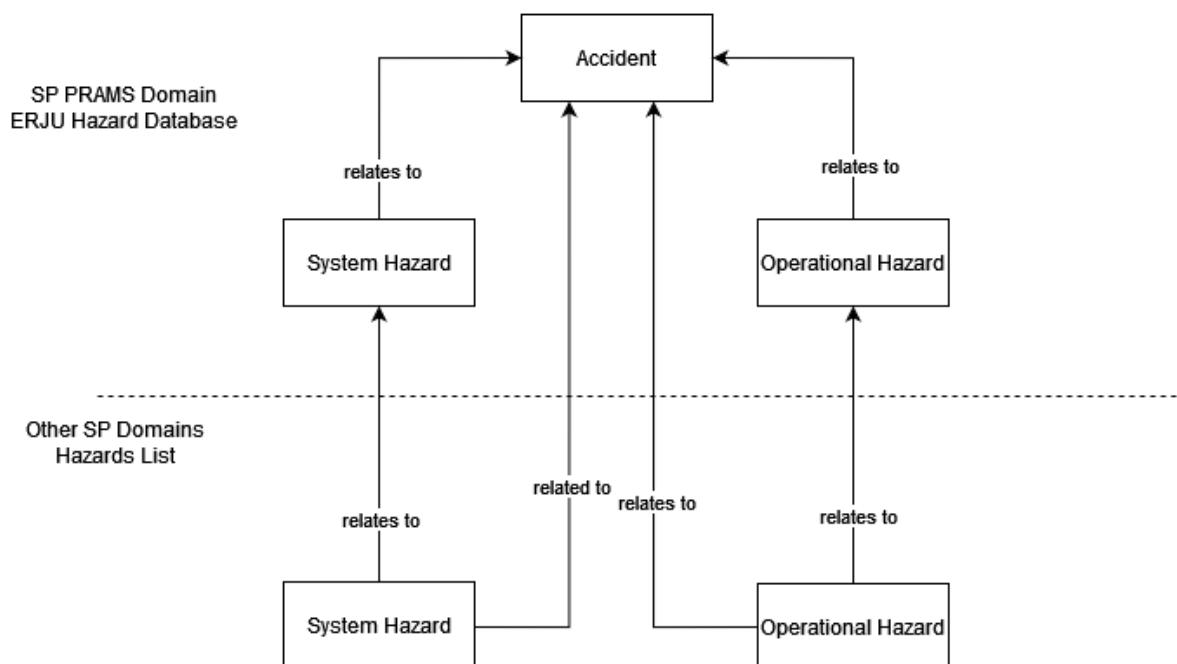 Accident
SP PRAMS Domain
ERJU Hazard Database
relates to
relates to
System Hazard
Operational Hazard
Other SP Domains
Hazards List
related to
relates to
relates to
relates to
System Hazard
Operational Hazard